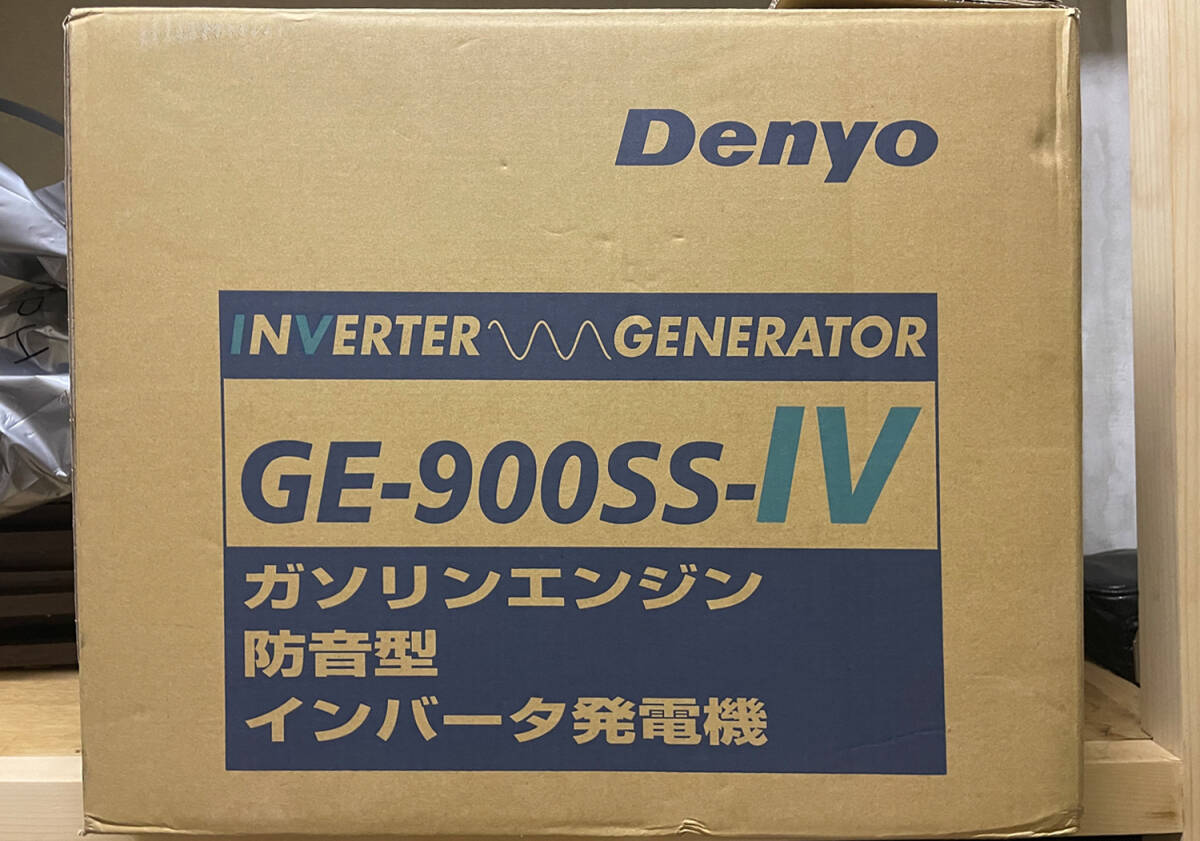 Denyo
INVERTER GENERATOR
GE-900SS-IV
ガソリンエンジン
防音型
インバータ発電機